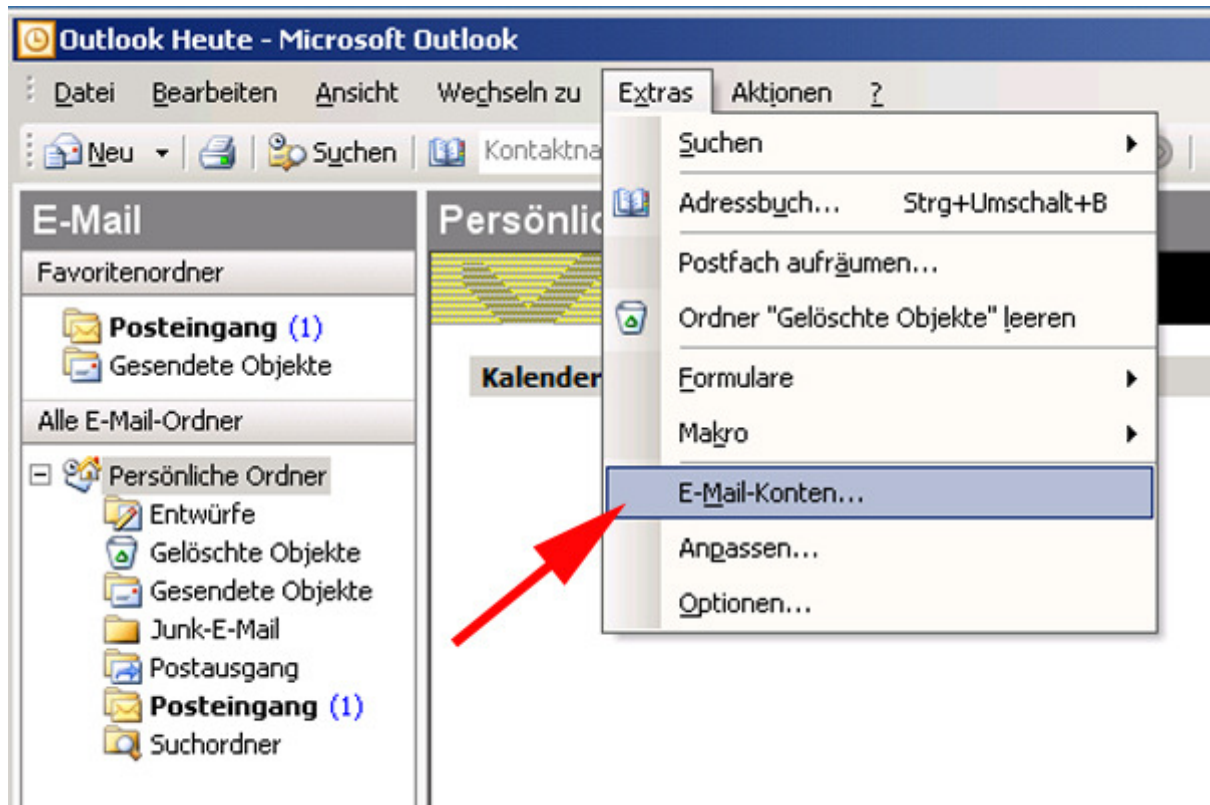 Outlook Heute - Microsoft Outlook
Datei Bearbeiten Ansicht Wechseln zu Extras Aktionen ?
Neu Suchen Kontaktna
E-Mail
Favoritenordner
Posteingang (1)
Gesendete Objekte
Alle E-Mail-Ordner
Persönliche Ordner
Entwürfe
Gelöschte Objekte
Gesendete Objekte
Junk-E-Mail
Postausgang
Posteingang (1)
Suchordner
Persönlic
Kalender
Suchen
Adressbuch... Strg+Umschalt+B
Postfach aufräumen...
Ordner "Gelöschte Objekte" leeren
Formulare
Makro
E-Mail-Konten...
Anpassen...
Optionen...